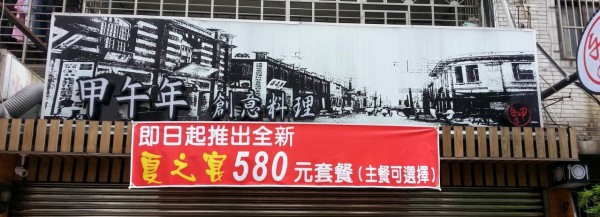 甲午年 創意料理
即日起推出全新
夏之宴580元套餐(主餐可選擇)